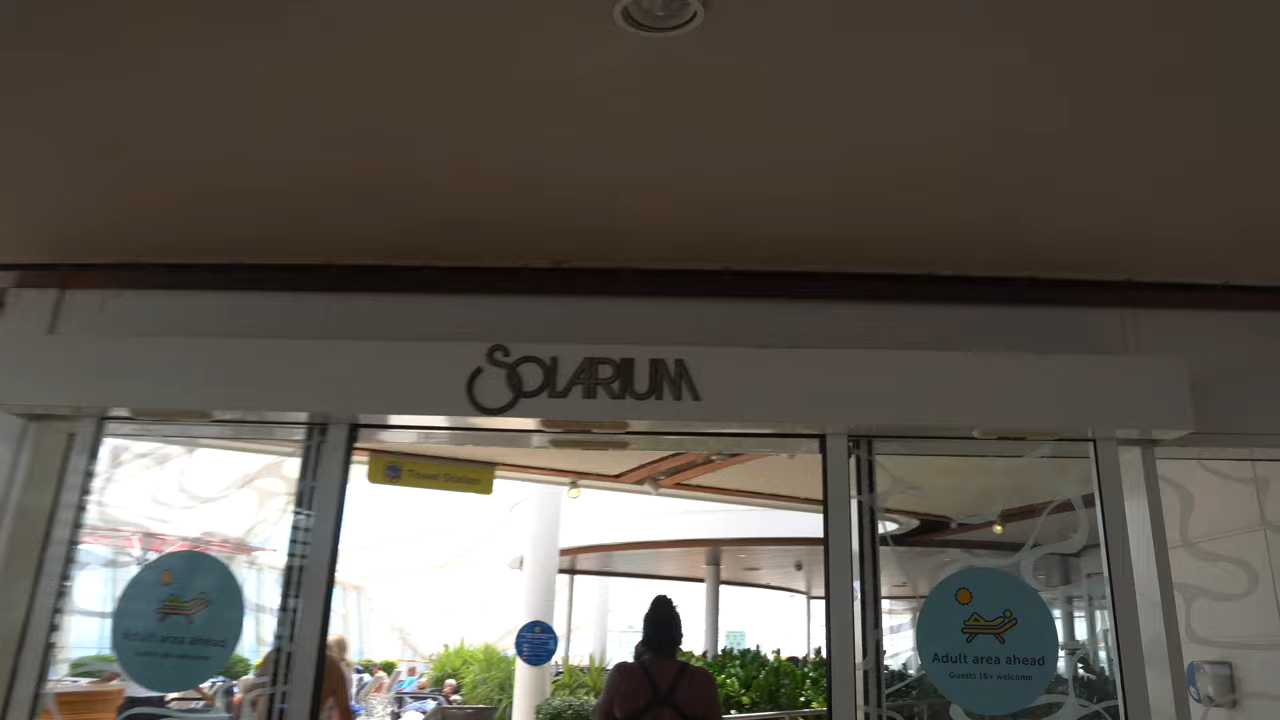 SOLARIUM
Towel Station
Adult area ahead
Adult area ahead
Guests 16+ welcome